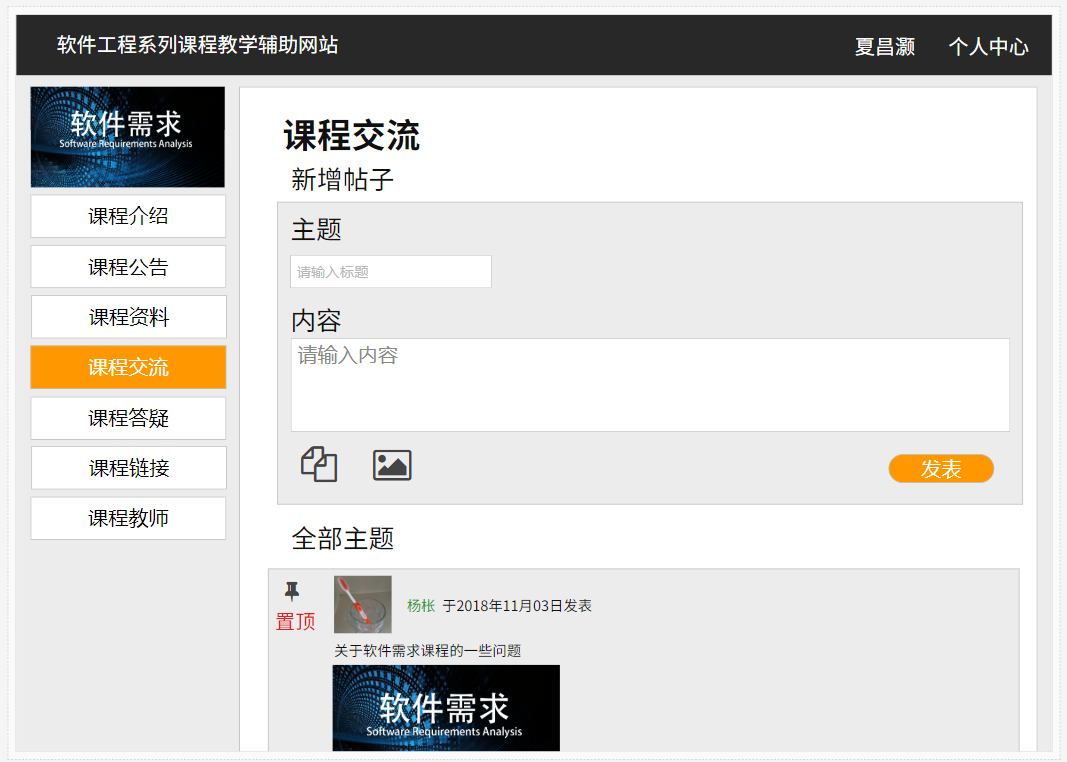 软件工程系列课程教学辅助网站
夏昌灏 个人中心
软件需求
Software Requirements Analysis
课程介绍
课程公告
课程资料
课程交流
课程答疑
课程链接
课程教师
课程交流
新增帖子
主题
请输入标题
内容
请输入内容
发表
全部主题
置顶
杨枨 于2018年11月03日发表
关于软件需求课程的一些问题
软件需求
Software Requirements Analysis